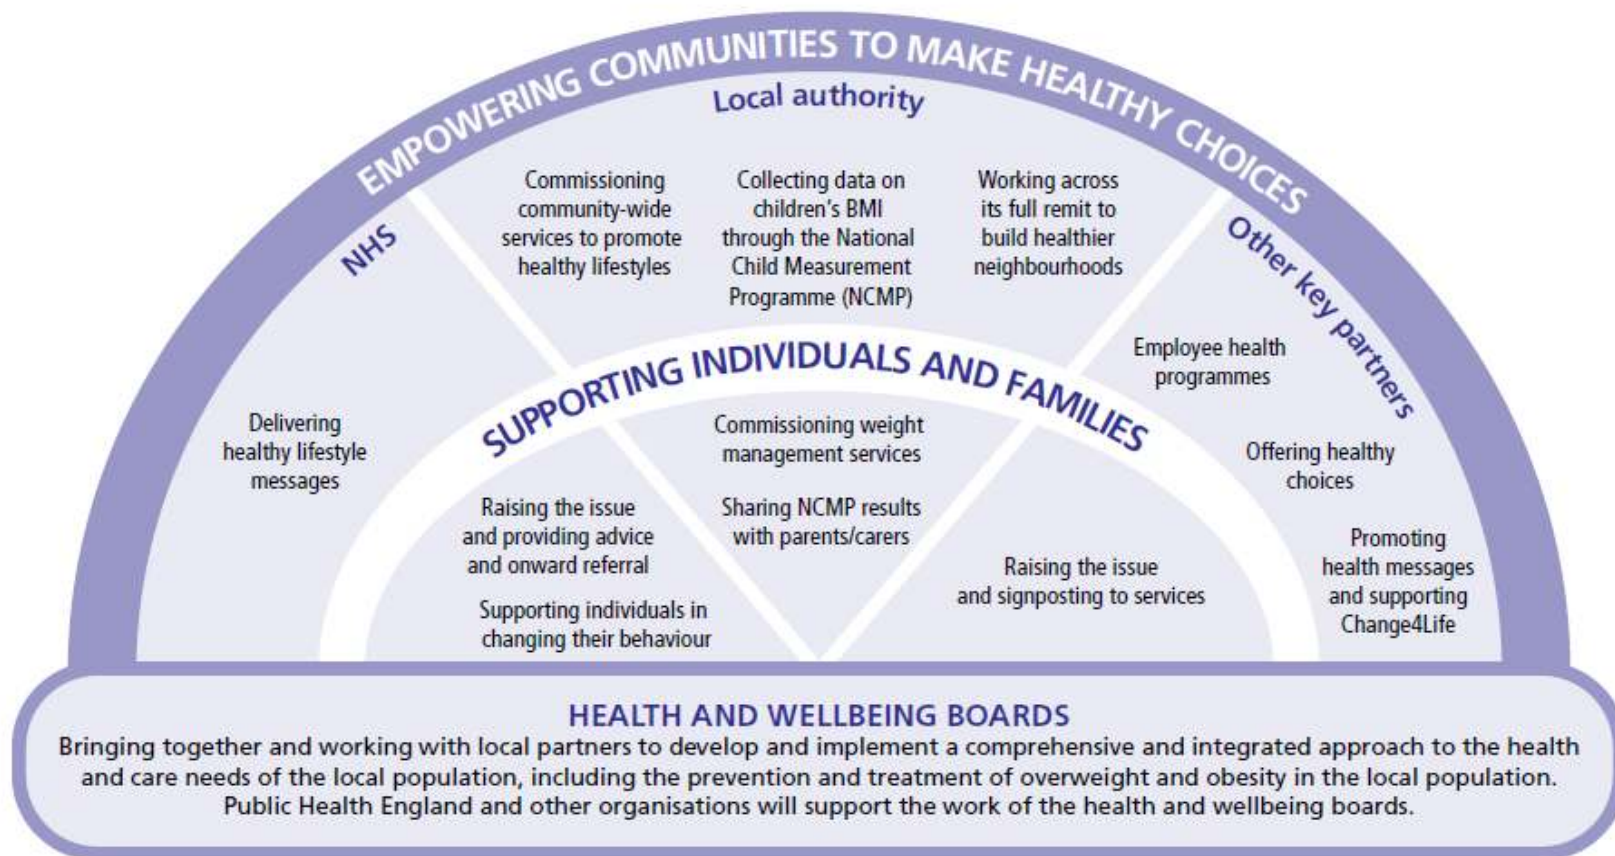 EMPOWERING COMMUNITIES TO MAKE HEALTHY CHOICES
Local authority
Commissioning
community-wide
services to promote
healthy lifestyles
Collecting data on
children's BMI
through the National
Child Measurement
Programme (NCMP)
Working across
its full remit to
build healthier
neighbourhoods
NHS
Delivering
healthy lifestyle
messages
Other key partners
Employee health
programmes
Offering healthy
choices
Promoting
health messages
and supporting
Change4Life
SUPPORTING INDIVIDUALS AND FAMILIES
Raising the issue
and providing advice
and onward referral
Supporting individuals in
changing their behaviour
Commissioning weight
management services
Sharing NCMP results
with parents/carers
Raising the issue
and signposting to services
HEALTH AND WELLBEING BOARDS
Bringing together and working with local partners to develop and implement a comprehensive and integrated approach to the health
and care needs of the local population, including the prevention and treatment of overweight and obesity in the local population.
Public Health England and other organisations will support the work of the health and wellbeing boards.